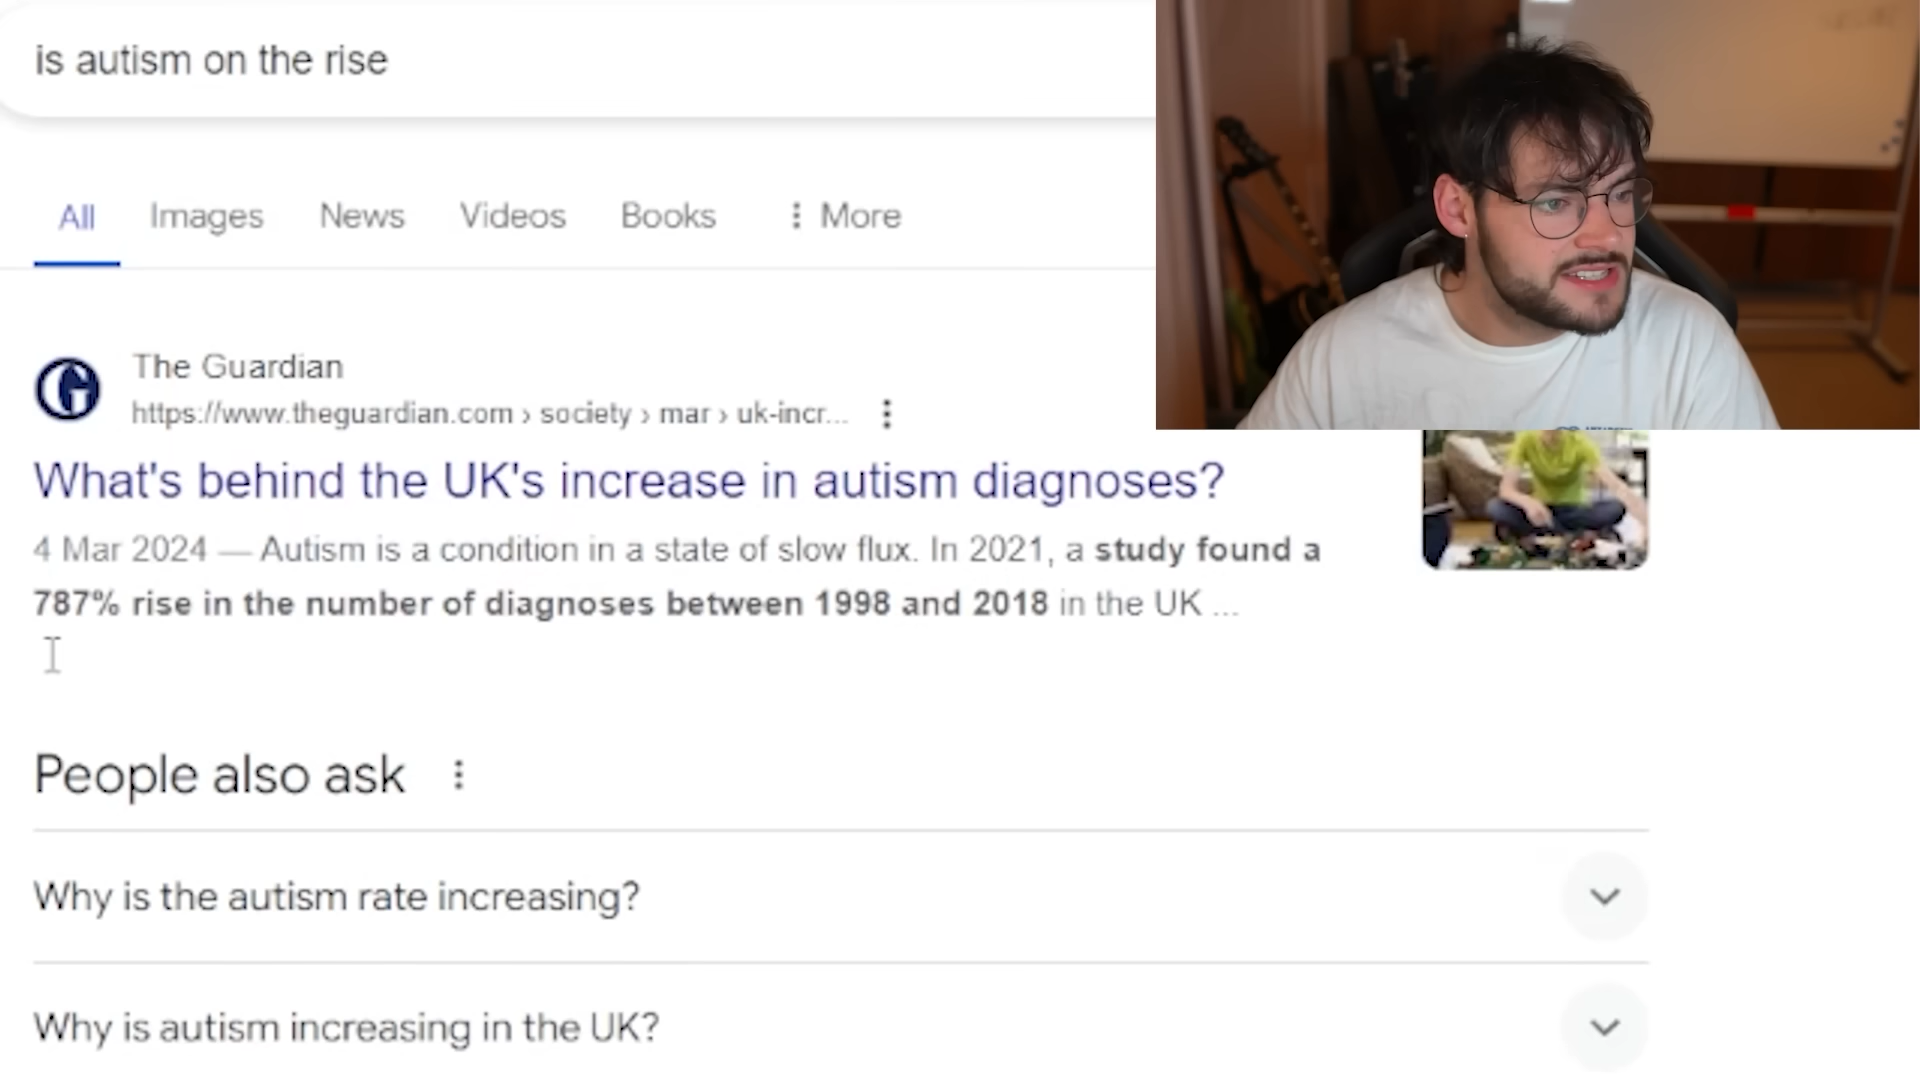 is autism on the rise
All Images News Videos Books More
The Guardian
https://www.theguardian.com › society › mar › uk-incr...
What's behind the UK's increase in autism diagnoses?
4 Mar 2024 — Autism is a condition in a state of slow flux. In 2021, a study found a
787% rise in the number of diagnoses between 1998 and 2018 in the UK ...
People also ask
Why is the autism rate increasing?
Why is autism increasing in the UK?